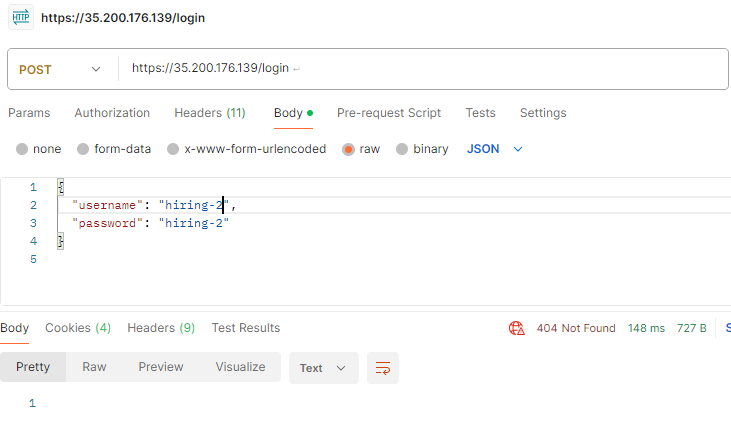 HTTP https://35.200.176.139/login
POST https://35.200.176.139/login ↵
Params Authorization Headers (11) Body Pre-request Script Tests Settings
none form-data x-www-form-urlencoded raw binary JSON
1 {
2 "username": "hiring-2",
3 "password": "hiring-2"
4 }
5
Body Cookies (4) Headers (9) Test Results 404 Not Found 148 ms 727 B S
Pretty Raw Preview Visualize Text
1